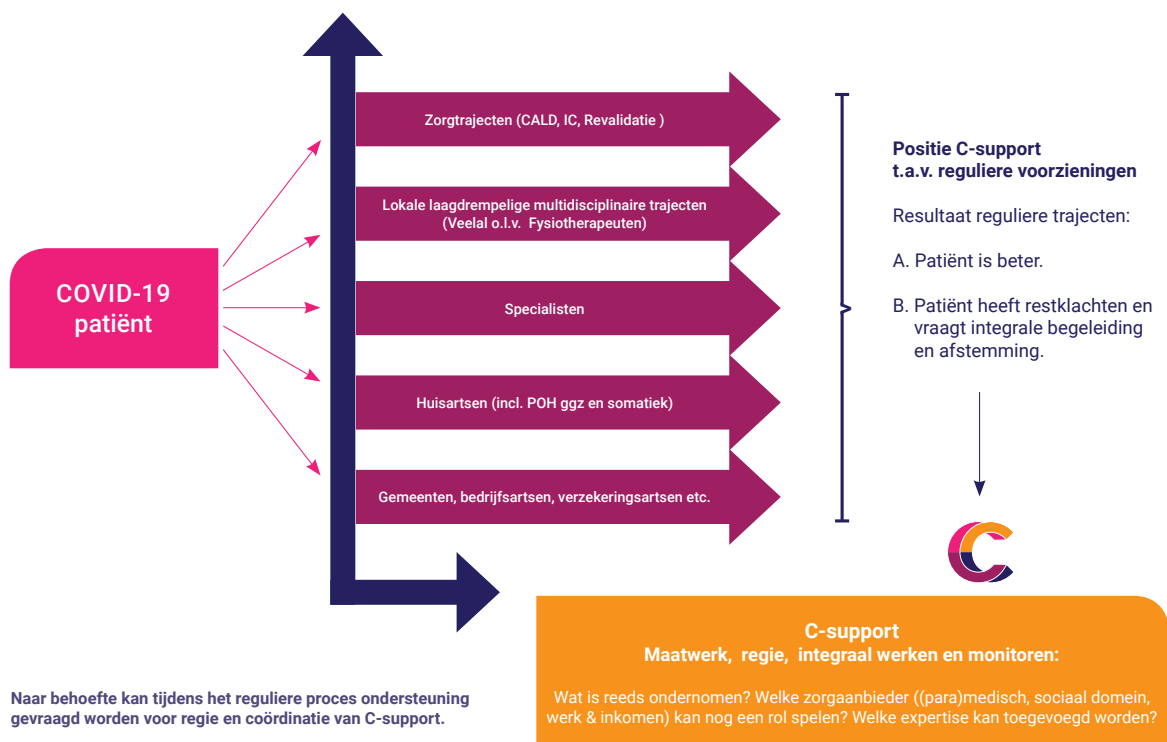 COVID-19
patiënt
Zorgtrajecten (CALD, IC, Revalidatie )
Lokale laagdrempelige multidisciplinaire trajecten
(Veelal o.l.v. Fysiotherapeuten)
Specialisten
Huisartsen (incl. POH ggz en somatiek)
Gemeenten, bedrijfsartsen, verzekeringsartsen etc.
Positie C-support
t.a.v. reguliere voorzieningen
Resultaat reguliere trajecten:
A. Patiënt is beter.
B. Patiënt heeft restklachten en
vraagt integrale begeleiding
en afstemming.
C-support
Maatwerk, regie, integraal werken en monitoren:
Wat is reeds ondernomen? Welke zorgaanbieder ((para)medisch, sociaal domein,
werk & inkomen) kan nog een rol spelen? Welke expertise kan toegevoegd worden?
Naar behoefte kan tijdens het reguliere proces ondersteuning
gevraagd worden voor regie en coördinatie van C-support.